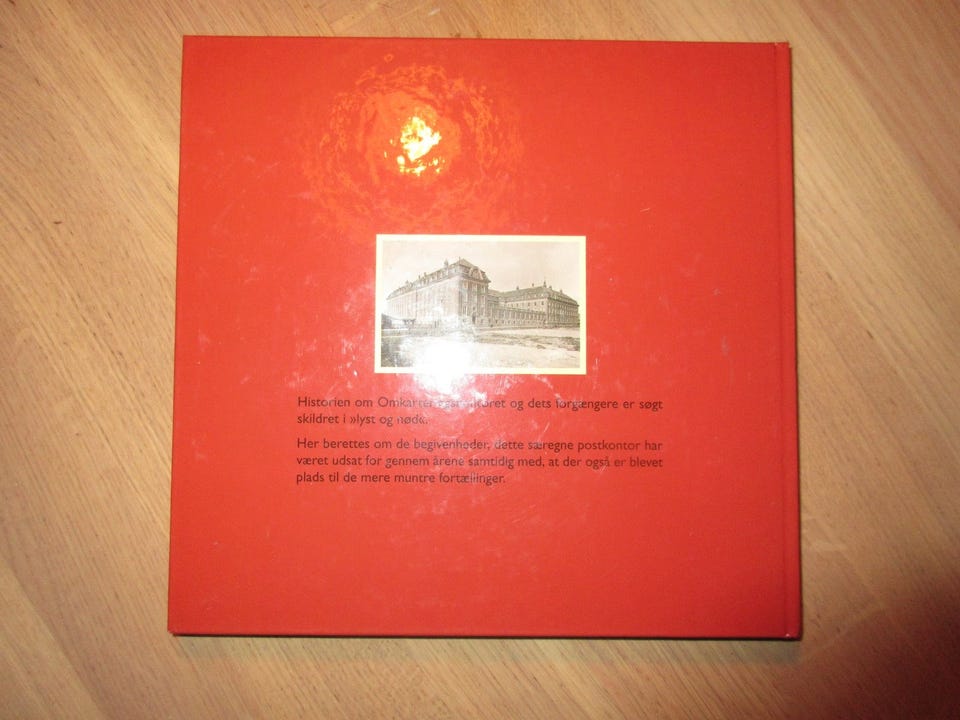 Historien om og dets forgængere er søgt
skildret i »lyst og nød«.
Her berettes om de begivenheder, dette særegne postkontor har
været udsat for gennem årene samtidig med, at der også er blevet
plads til de mere muntre fortællinger.